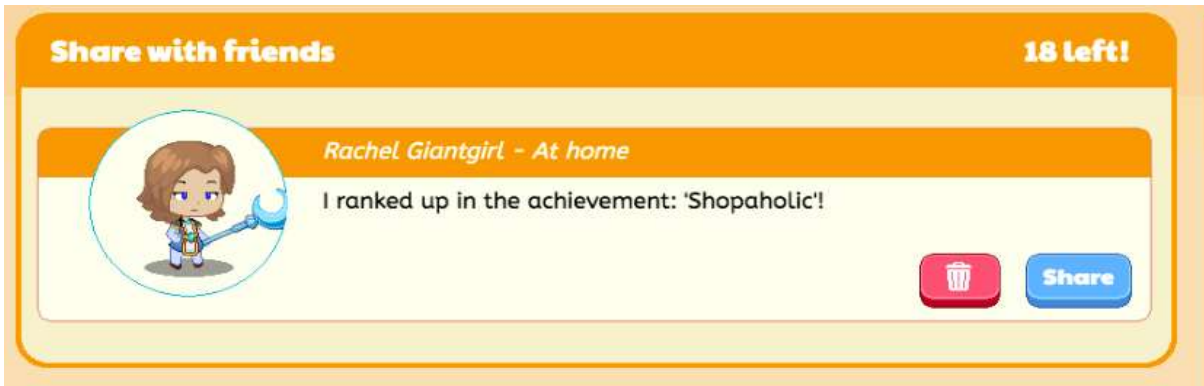 Share with friends
18 left!
Rachel Giantgirl - At home
I ranked up in the achievement: 'Shopaholic'!
Share